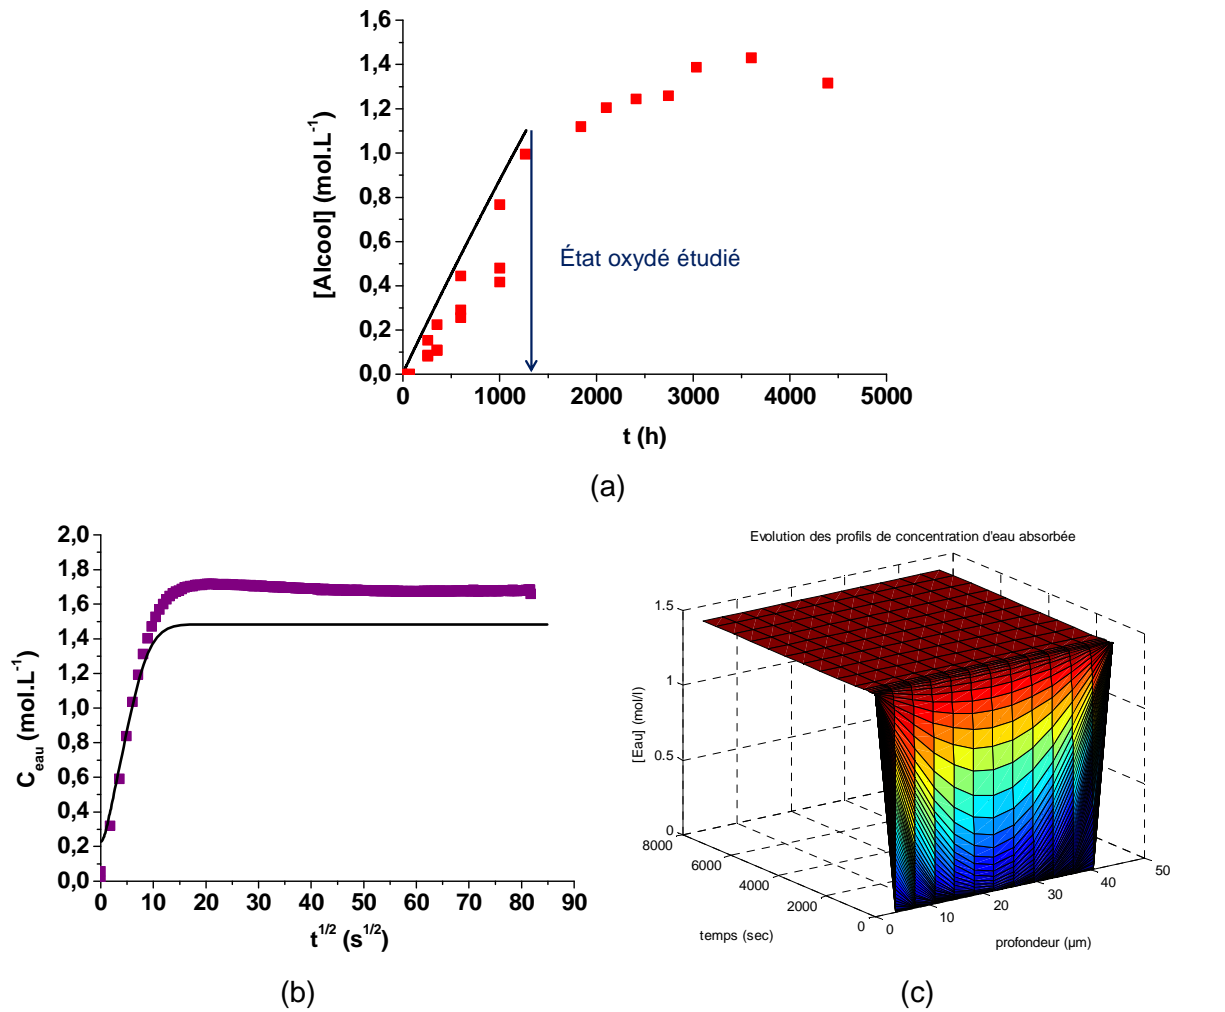 1,6
1,4
1,2
1,0
0,8
0,6
0,4
0,2
0,0
[Alcool] (mol.L⁻¹)
État oxydé étudié
0 1000 2000 3000 4000 5000
t (h)
(a)
2,0
1,8
1,6
1,4
1,2
1,0
0,8
0,6
0,4
0,2
0,0
C_eau (mol.L⁻¹)
0 10 20 30 40 50 60 70 80 90
t^1/2 (s^1/2)
(b)
Evolution des profils de concentration d'eau absorbée
1.5
1
0.5
0
[Eau] (mol/l)
8000
6000
4000
2000
0
temps (sec)
0
10
20
30
40
50
profondeur (µm)
(c)